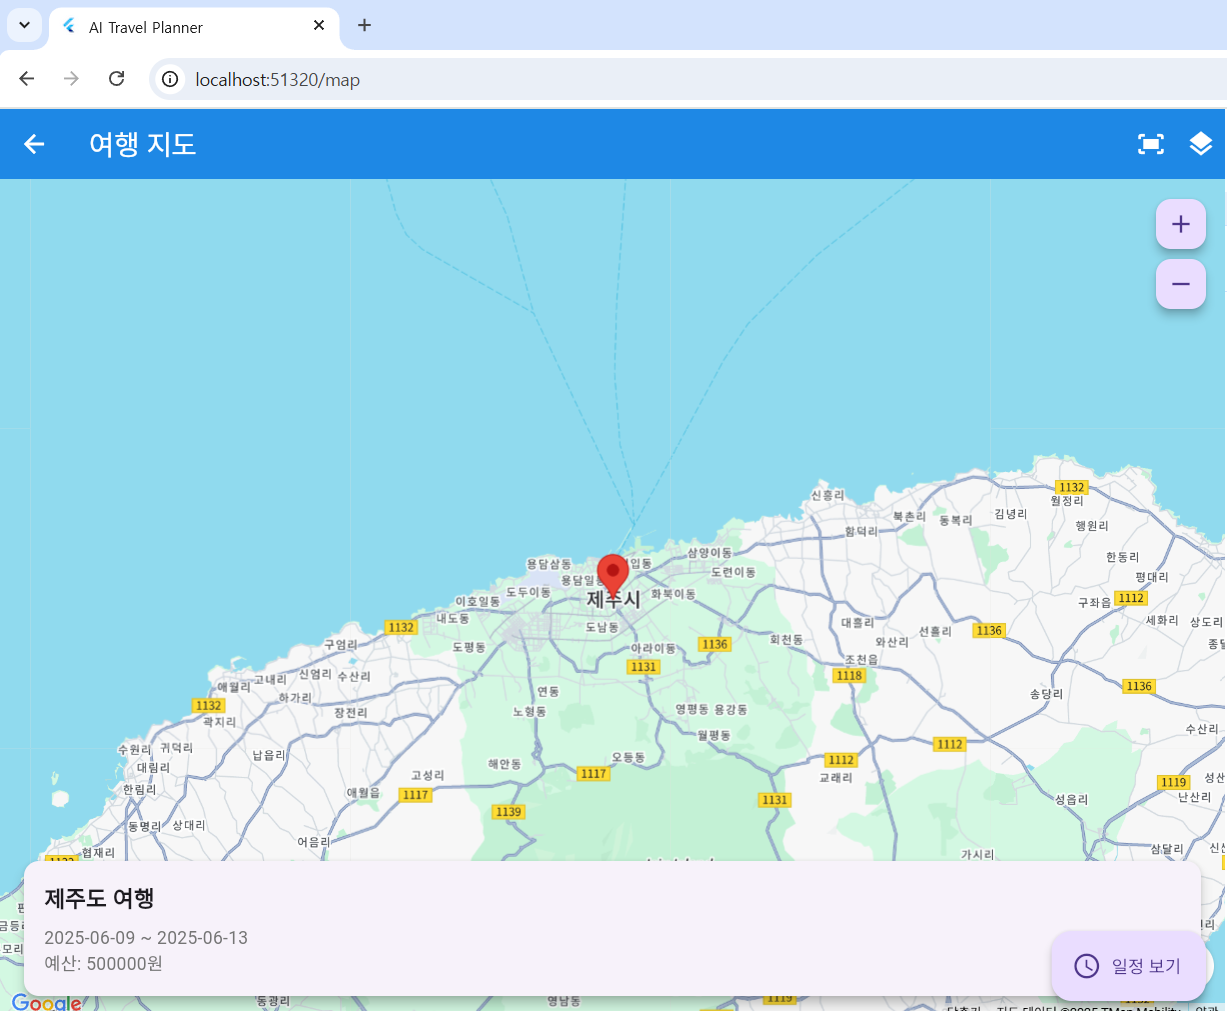 AI Travel Planner
localhost:51320/map
여행 지도
1132
신흥리
월정리
북촌리
동복리
김녕리
행원리
함덕리
삼양이동
한동리
용담삼동
도련이동
평대리
용담일동
도두이동
제주시
화북이동
구좌읍
1112
이호일동
세화리
상도리
내도동
대흘리
1132
도남동
선흘리
1136
와산리
회천동
구엄리
도평동
아라이동
1136
조천읍
1131
신엄리
수산리
1118
고내리
애월리
하가리
연동
송당리
1136
1132
장전리
노형동
영평동
용강동
곽지리
수산리
월평동
수원리
귀덕리
납읍리
1112
오등동
1112
대림리
해안동
고성리
1117
교래리
1119
한림리
애월읍
1117
1131
성읍리
난산리
1139
동명리
상대리
어음리
삼달리
협재리
가시리
제주도 여행
2025-06-09 ~ 2025-06-13
예산: 500000원
일정 보기
Google
동광리
영남동
1119